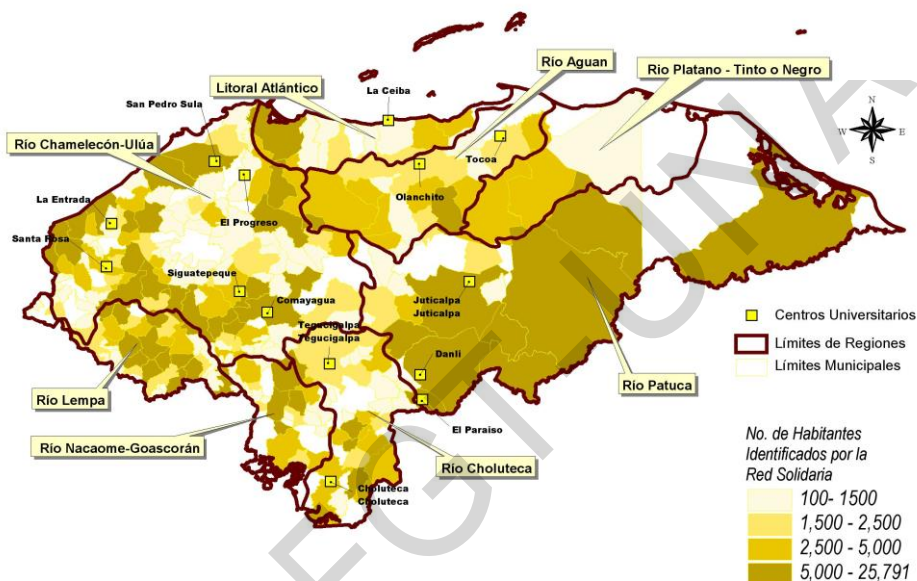 Río Aguan
Río Platano - Tinto o Negro
Litoral Atlántico
La Ceiba
San Pedro Sula
N
W E
S
Río Chamelecón-Ulúa
Tocoa
La Entrada
Olanchito
El Progreso
Santa Rosa
Siguatepeque
Comayagua
Juticalpa
Juticalpa
Tegucigalpa
Tegucigalpa
Danli
Río Lempa
Río Patuca
El Paraiso
Río Nacaome-Goascorán
Río Choluteca
Choluteca
Choluteca
Centros Universitarios
Límites de Regiones
Límites Municipales
No. de Habitantes
Identificados por la
Red Solidaria
100- 1500
1,500 - 2,500
2,500 - 5,000
5,000 - 25,791